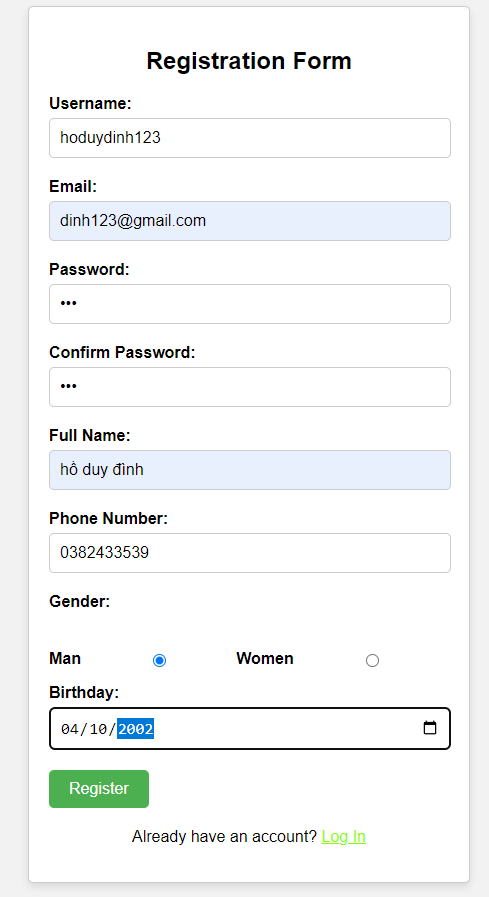 Registration Form
Username:
hoduydinh123
Email:
dinh123@gmail.com
Password:
•••
Confirm Password:
•••
Full Name:
hồ duy đình
Phone Number:
0382433539
Gender:
Man Women
Birthday:
04/10/2002
Register
Already have an account? Log In